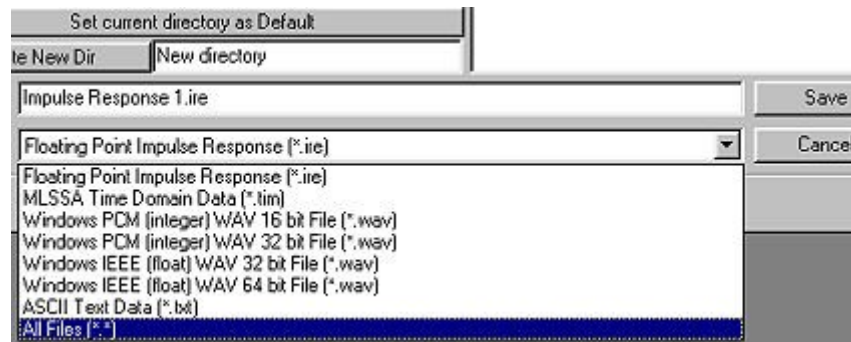 Set current directory as Default
te New Dir
New directory
Impulse Response 1.ire
Save
Floating Point Impulse Response (*.ire)
Cance
Floating Point Impulse Response (*.ire)
MLSSA Time Domain Data (*.tim)
Windows PCM (integer) WAV 16 bit File (*.wav)
Windows PCM (integer) WAV 32 bit File (*.wav)
Windows IEEE (float) WAV 32 bit File (*.wav)
Windows IEEE (float) WAV 64 bit File (*.wav)
ASCII Text Data (*.txt)
All Files (*.*)